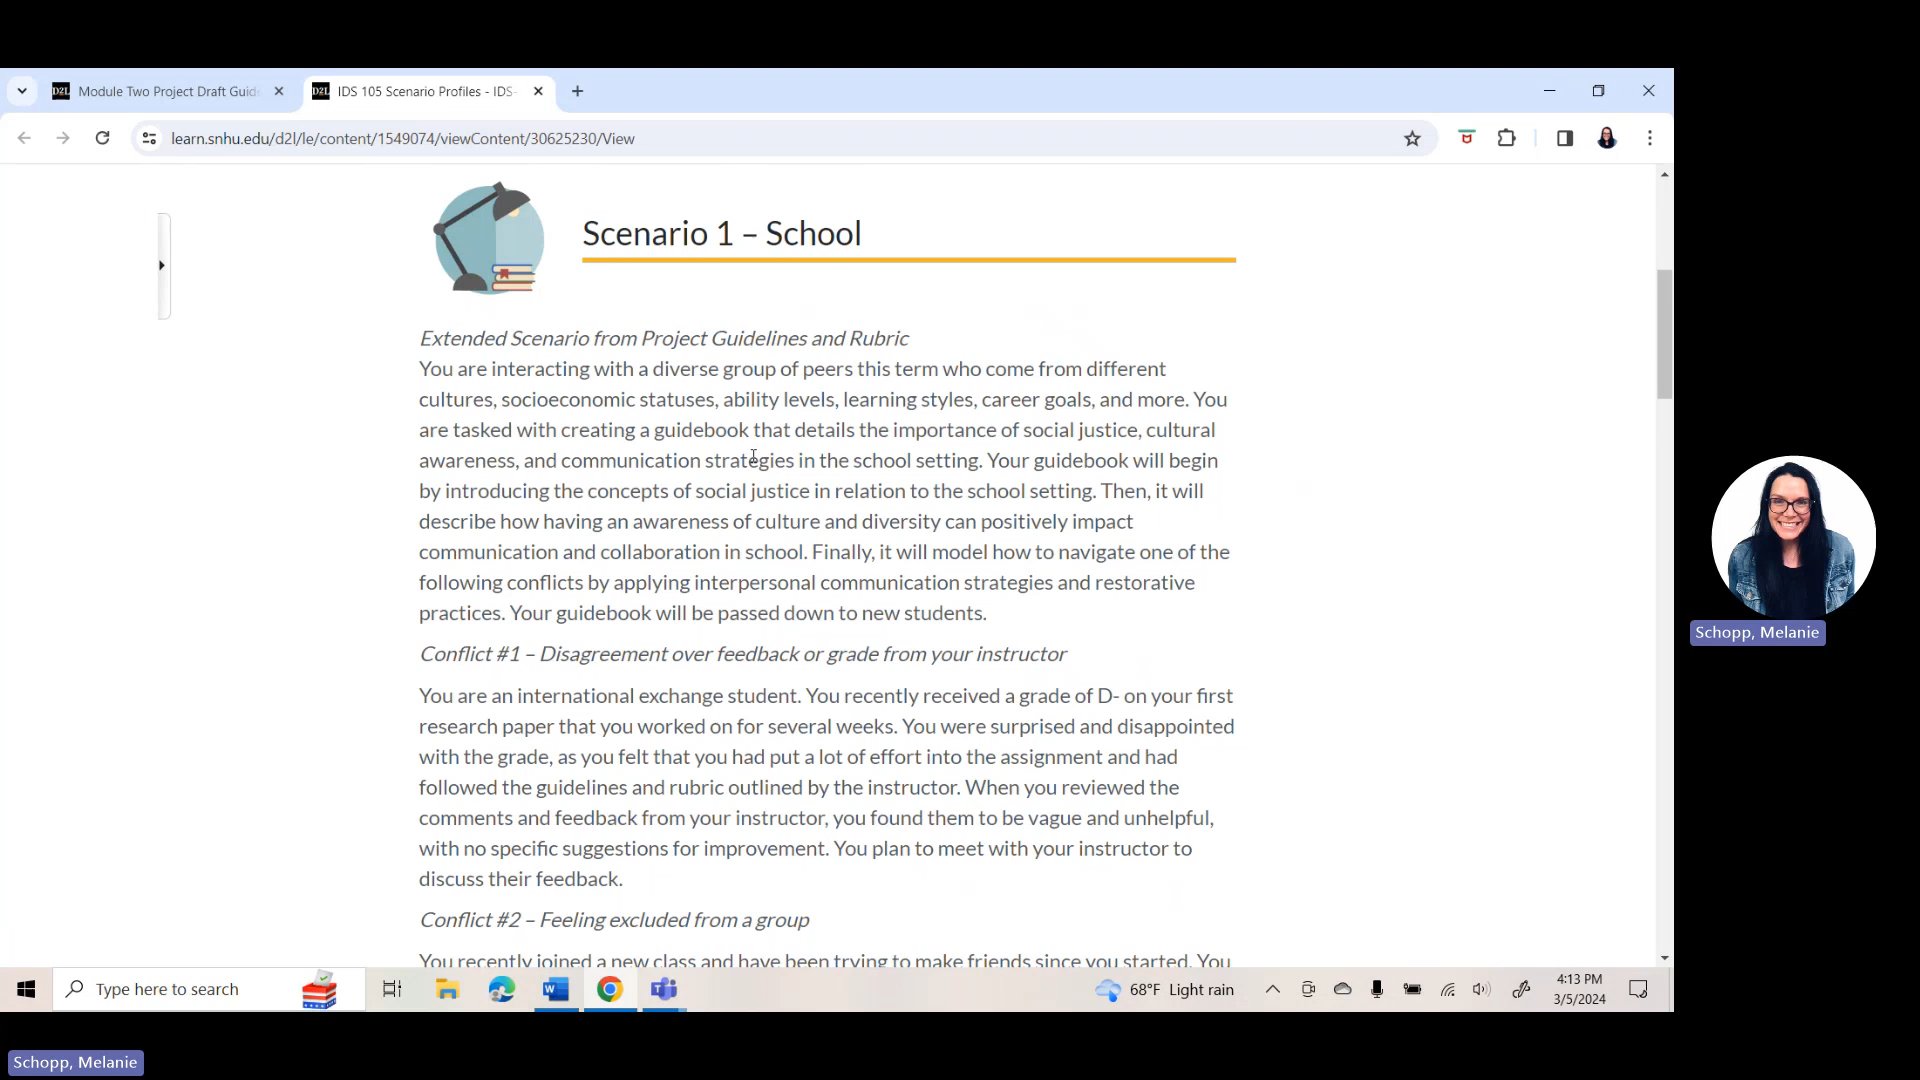 D2L Module Two Project Draft Guid
D2L IDS 105 Scenario Profiles - IDS-
learn.snhu.edu/d2l/le/content/1549074/viewContent/30625230/View
Scenario 1 – School
Extended Scenario from Project Guidelines and Rubric
You are interacting with a diverse group of peers this term who come from different
cultures, socioeconomic statuses, ability levels, learning styles, career goals, and more. You
are tasked with creating a guidebook that details the importance of social justice, cultural
awareness, and communication strategies in the school setting. Your guidebook will begin
by introducing the concepts of social justice in relation to the school setting. Then, it will
describe how having an awareness of culture and diversity can positively impact
communication and collaboration in school. Finally, it will model how to navigate one of the
following conflicts by applying interpersonal communication strategies and restorative
practices. Your guidebook will be passed down to new students.
Conflict #1 – Disagreement over feedback or grade from your instructor
You are an international exchange student. You recently received a grade of D- on your first
research paper that you worked on for several weeks. You were surprised and disappointed
with the grade, as you felt that you had put a lot of effort into the assignment and had
followed the guidelines and rubric outlined by the instructor. When you reviewed the
comments and feedback from your instructor, you found them to be vague and unhelpful,
with no specific suggestions for improvement. You plan to meet with your instructor to
discuss their feedback.
Conflict #2 – Feeling excluded from a group
You recently joined a new class and have been trying to make friends since you started. You
Schopp, Melanie
Type here to search
68°F Light rain
4:13 PM
3/5/2024
Schopp, Melanie